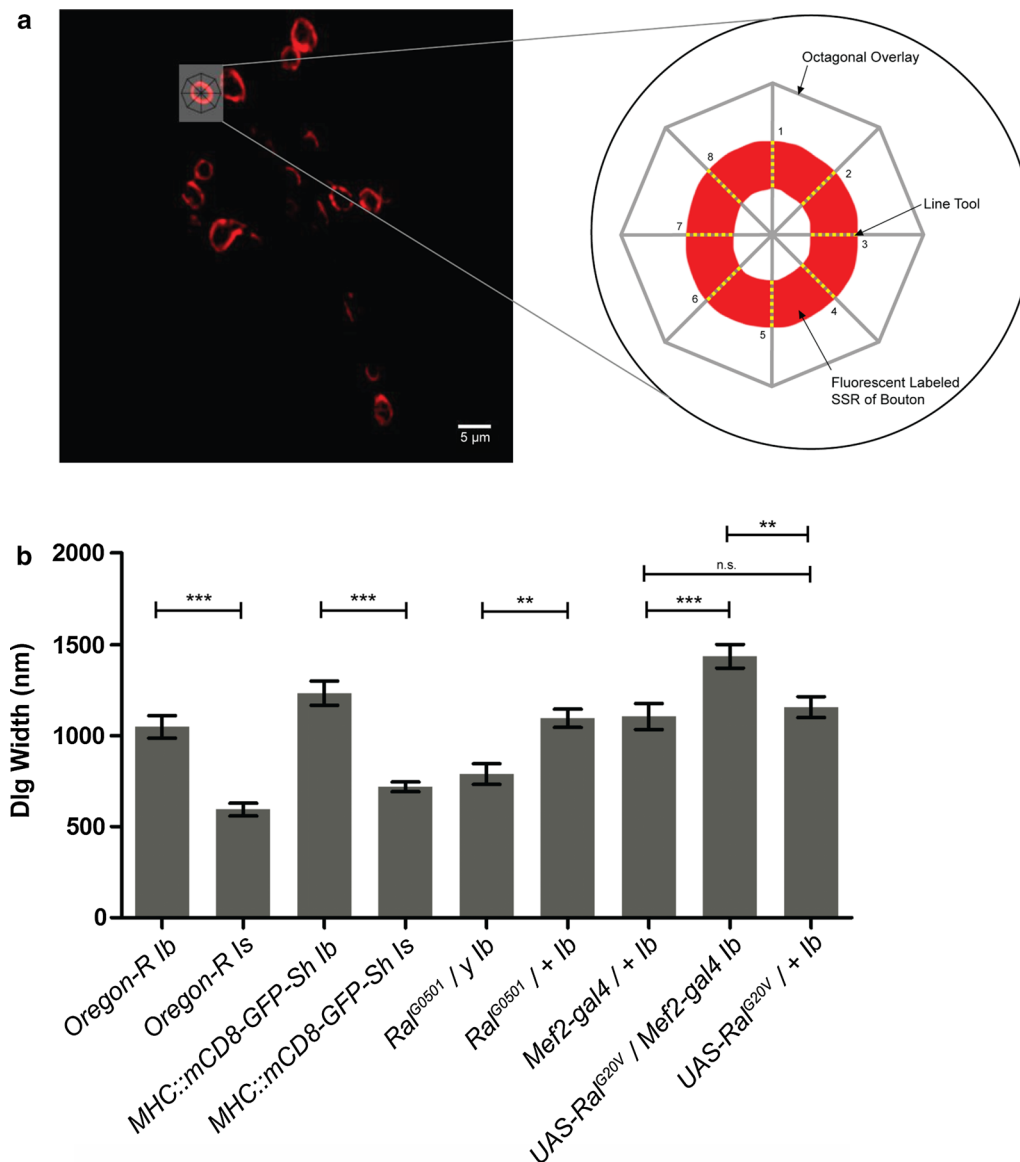 a
5 μm
Octagonal Overlay
1
2
Line Tool
3
4
5
6
7
8
Fluorescent Labeled
SSR of Bouton
b
Dlg Width (nm)
2000
1500
1000
500
0
***
***
**
***
n.s.
**
Oregon-R Ib
Oregon-R Is
MHC::mCD8-GFP-Sh Ib
MHC::mCD8-GFP-Sh Is
Ral^G0501 / y Ib
Ral^G0501 / + Ib
Mef2-gal4 / + Ib
UAS-Ral^G20V / Mef2-gal4 Ib
UAS-Ral^G20V / + Ib